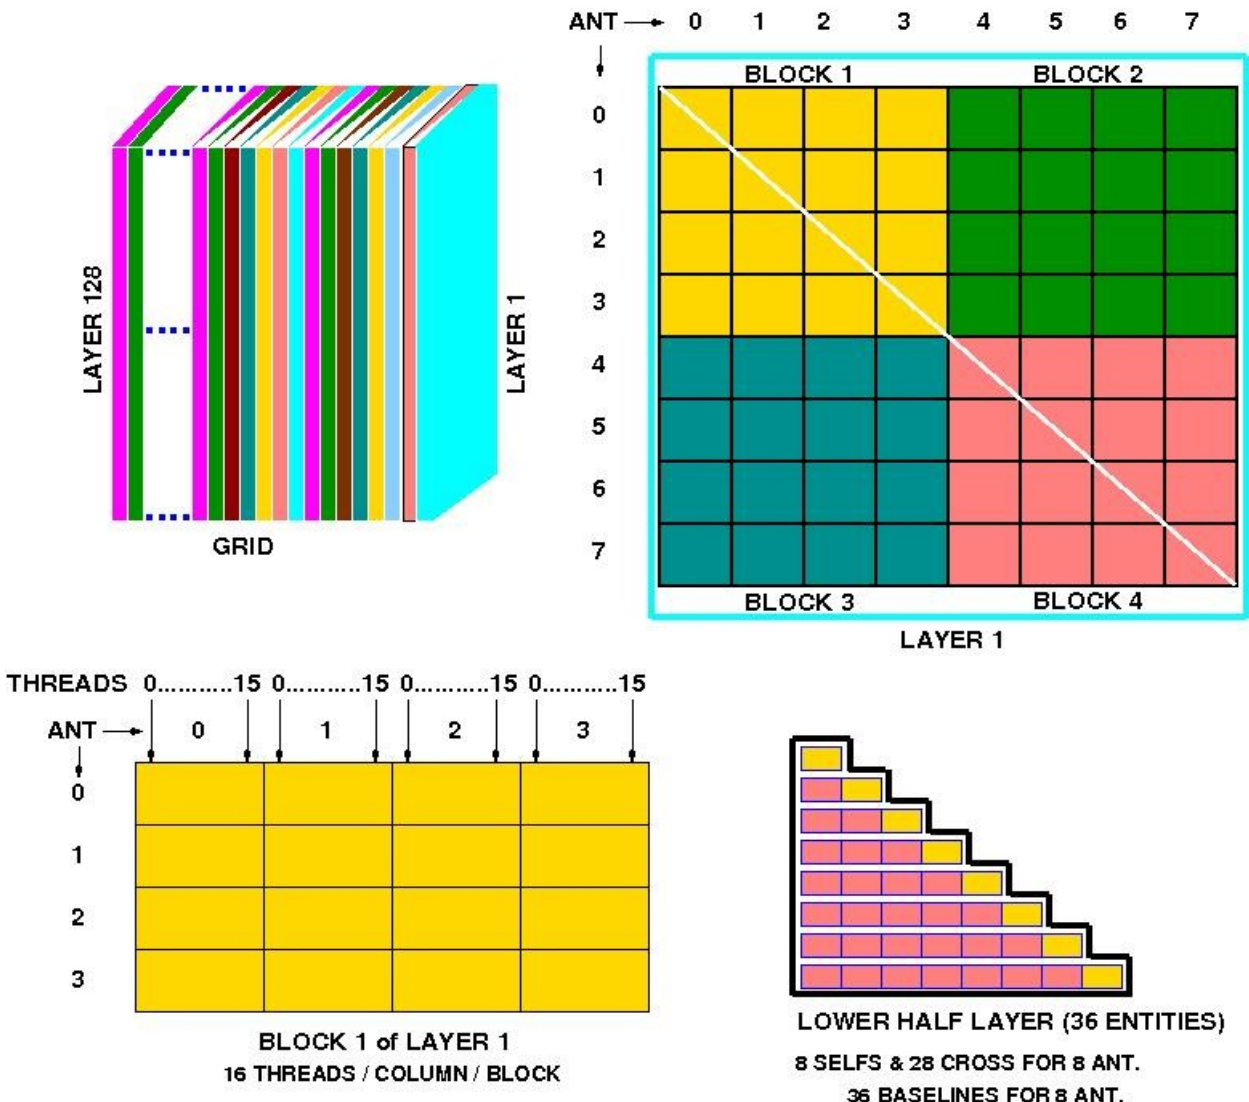 ANT 0 1 2 3 4 5 6 7
BLOCK 1 BLOCK 2
0
1
2
3
4
5
6
7
BLOCK 3 BLOCK 4
LAYER 1
LAYER 128
LAYER 1
GRID
THREADS 0...........15 0...........15 0...........15 0...........15
ANT 0 1 2 3
0
1
2
3
BLOCK 1 of LAYER 1
16 THREADS / COLUMN / BLOCK
LOWER HALF LAYER (36 ENTITIES)
8 SELFS & 28 CROSS FOR 8 ANT.
36 BASELINES FOR 8 ANT.